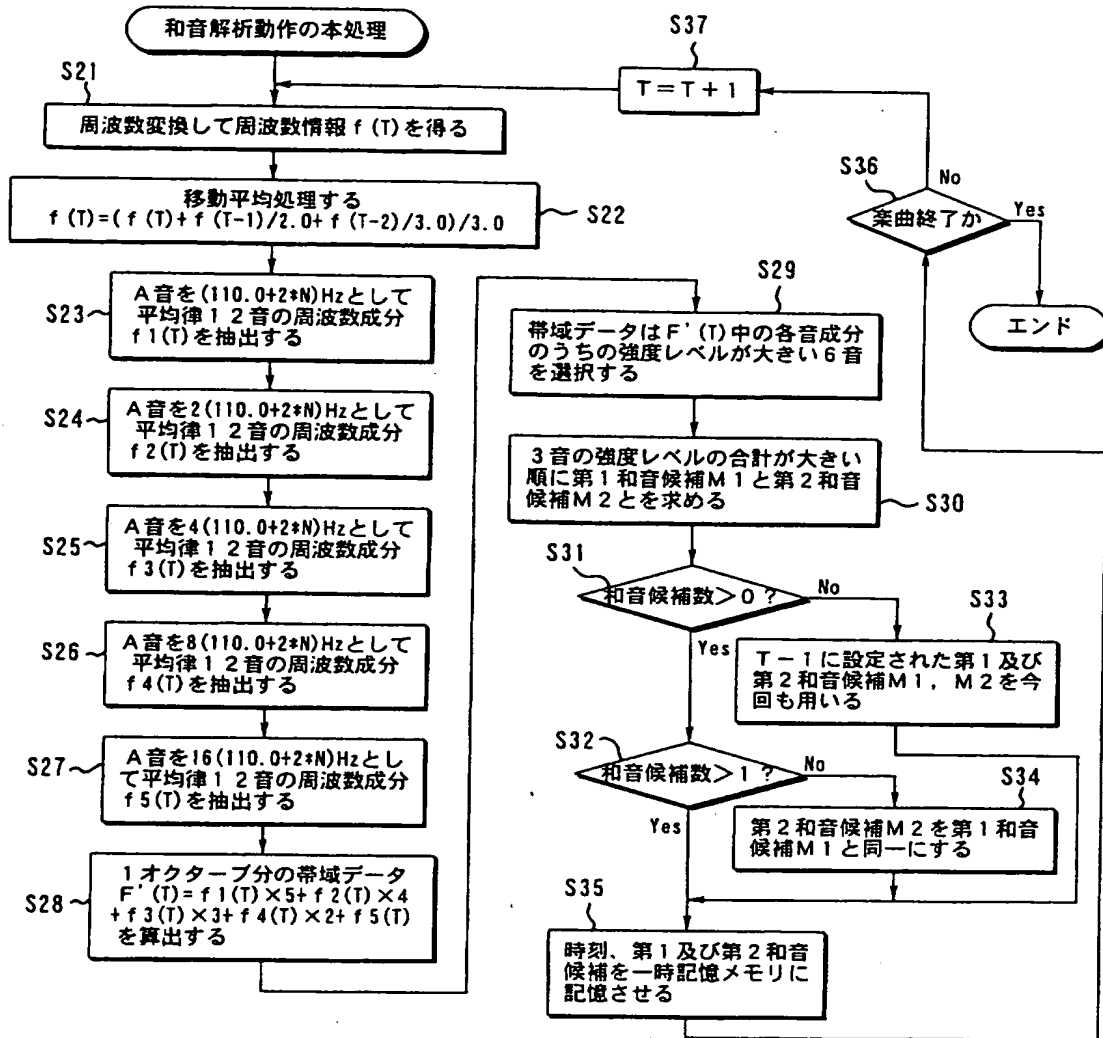 和音解析動作の本処理
S21
周波数変換して周波数情報f(T)を得る
移動平均処理する
f(T)=(f(T)+f(T-1)/2.0+f(T-2)/3.0)/3.0
S22
S23
A音を(110.0+2*N)Hzとして
平均律12音の周波数成分
f1(T)を抽出する
S24
A音を2(110.0+2*N)Hzとして
平均律12音の周波数成分
f2(T)を抽出する
S25
A音を4(110.0+2*N)Hzとして
平均律12音の周波数成分
f3(T)を抽出する
S26
A音を8(110.0+2*N)Hzとして
平均律12音の周波数成分
f4(T)を抽出する
S27
A音を16(110.0+2*N)Hzとし
て平均律12音の周波数成分
f5(T)を抽出する
S28
1オクターブ分の帯域データ
F'(T)=f1(T)×5+f2(T)×4
+f3(T)×3+f4(T)×2+f5(T)
を算出する
S29
帯域データはF'(T)中の各音成分
のうちの強度レベルが大きい6音
を選択する
3音の強度レベルの合計が大きい
順に第1和音候補M1と第2和音
候補M2とを求める
S30
S31
和音候補数>0?
No
Yes
S33
T-1に設定された第1及び
第2和音候補M1,M2を今
回も用いる
S32
和音候補数>1?
No
Yes
S34
第2和音候補M2を第1和音
候補M1と同一にする
S35
時刻、第1及び第2和音
候補を一時記憶メモリに
記憶させる
S36
楽曲終了か
No
Yes
S37
T=T+1
エンド